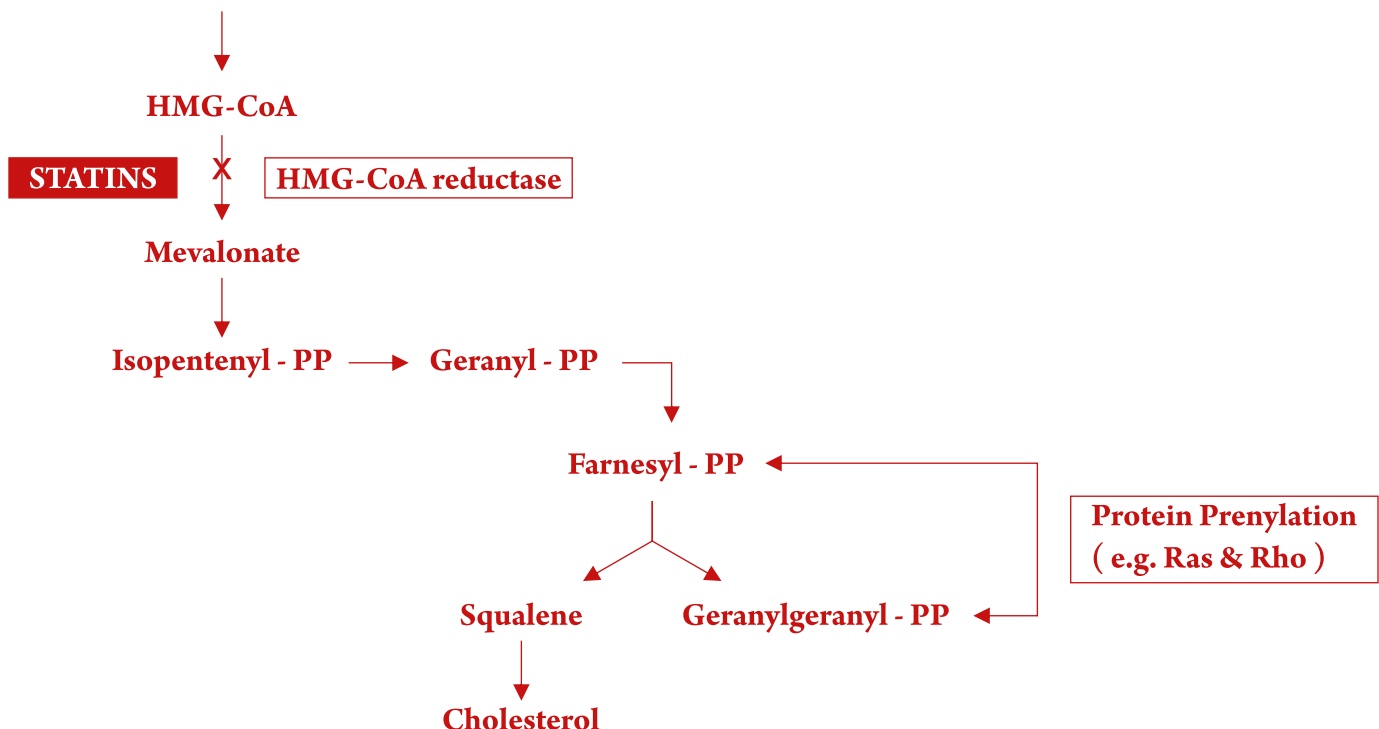 HMG-CoA
STATINS
X
HMG-CoA reductase
Mevalonate
Isopentenyl - PP
Geranyl - PP
Farnesyl - PP
Protein Prenylation
( e.g. Ras & Rho )
Squalene
Geranylgeranyl - PP
Cholesterol